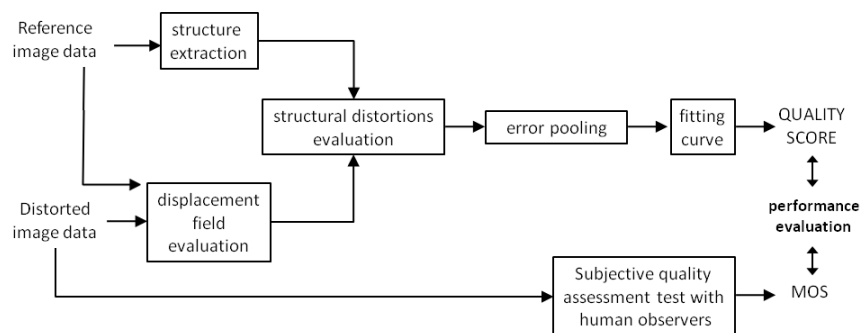 Reference
image data
structure
extraction
structural distortions
evaluation
error pooling
fitting
curve
QUALITY
SCORE
Distorted
image data
displacement
field
evaluation
performance
evaluation
Subjective quality
assessment test with
human observers
MOS